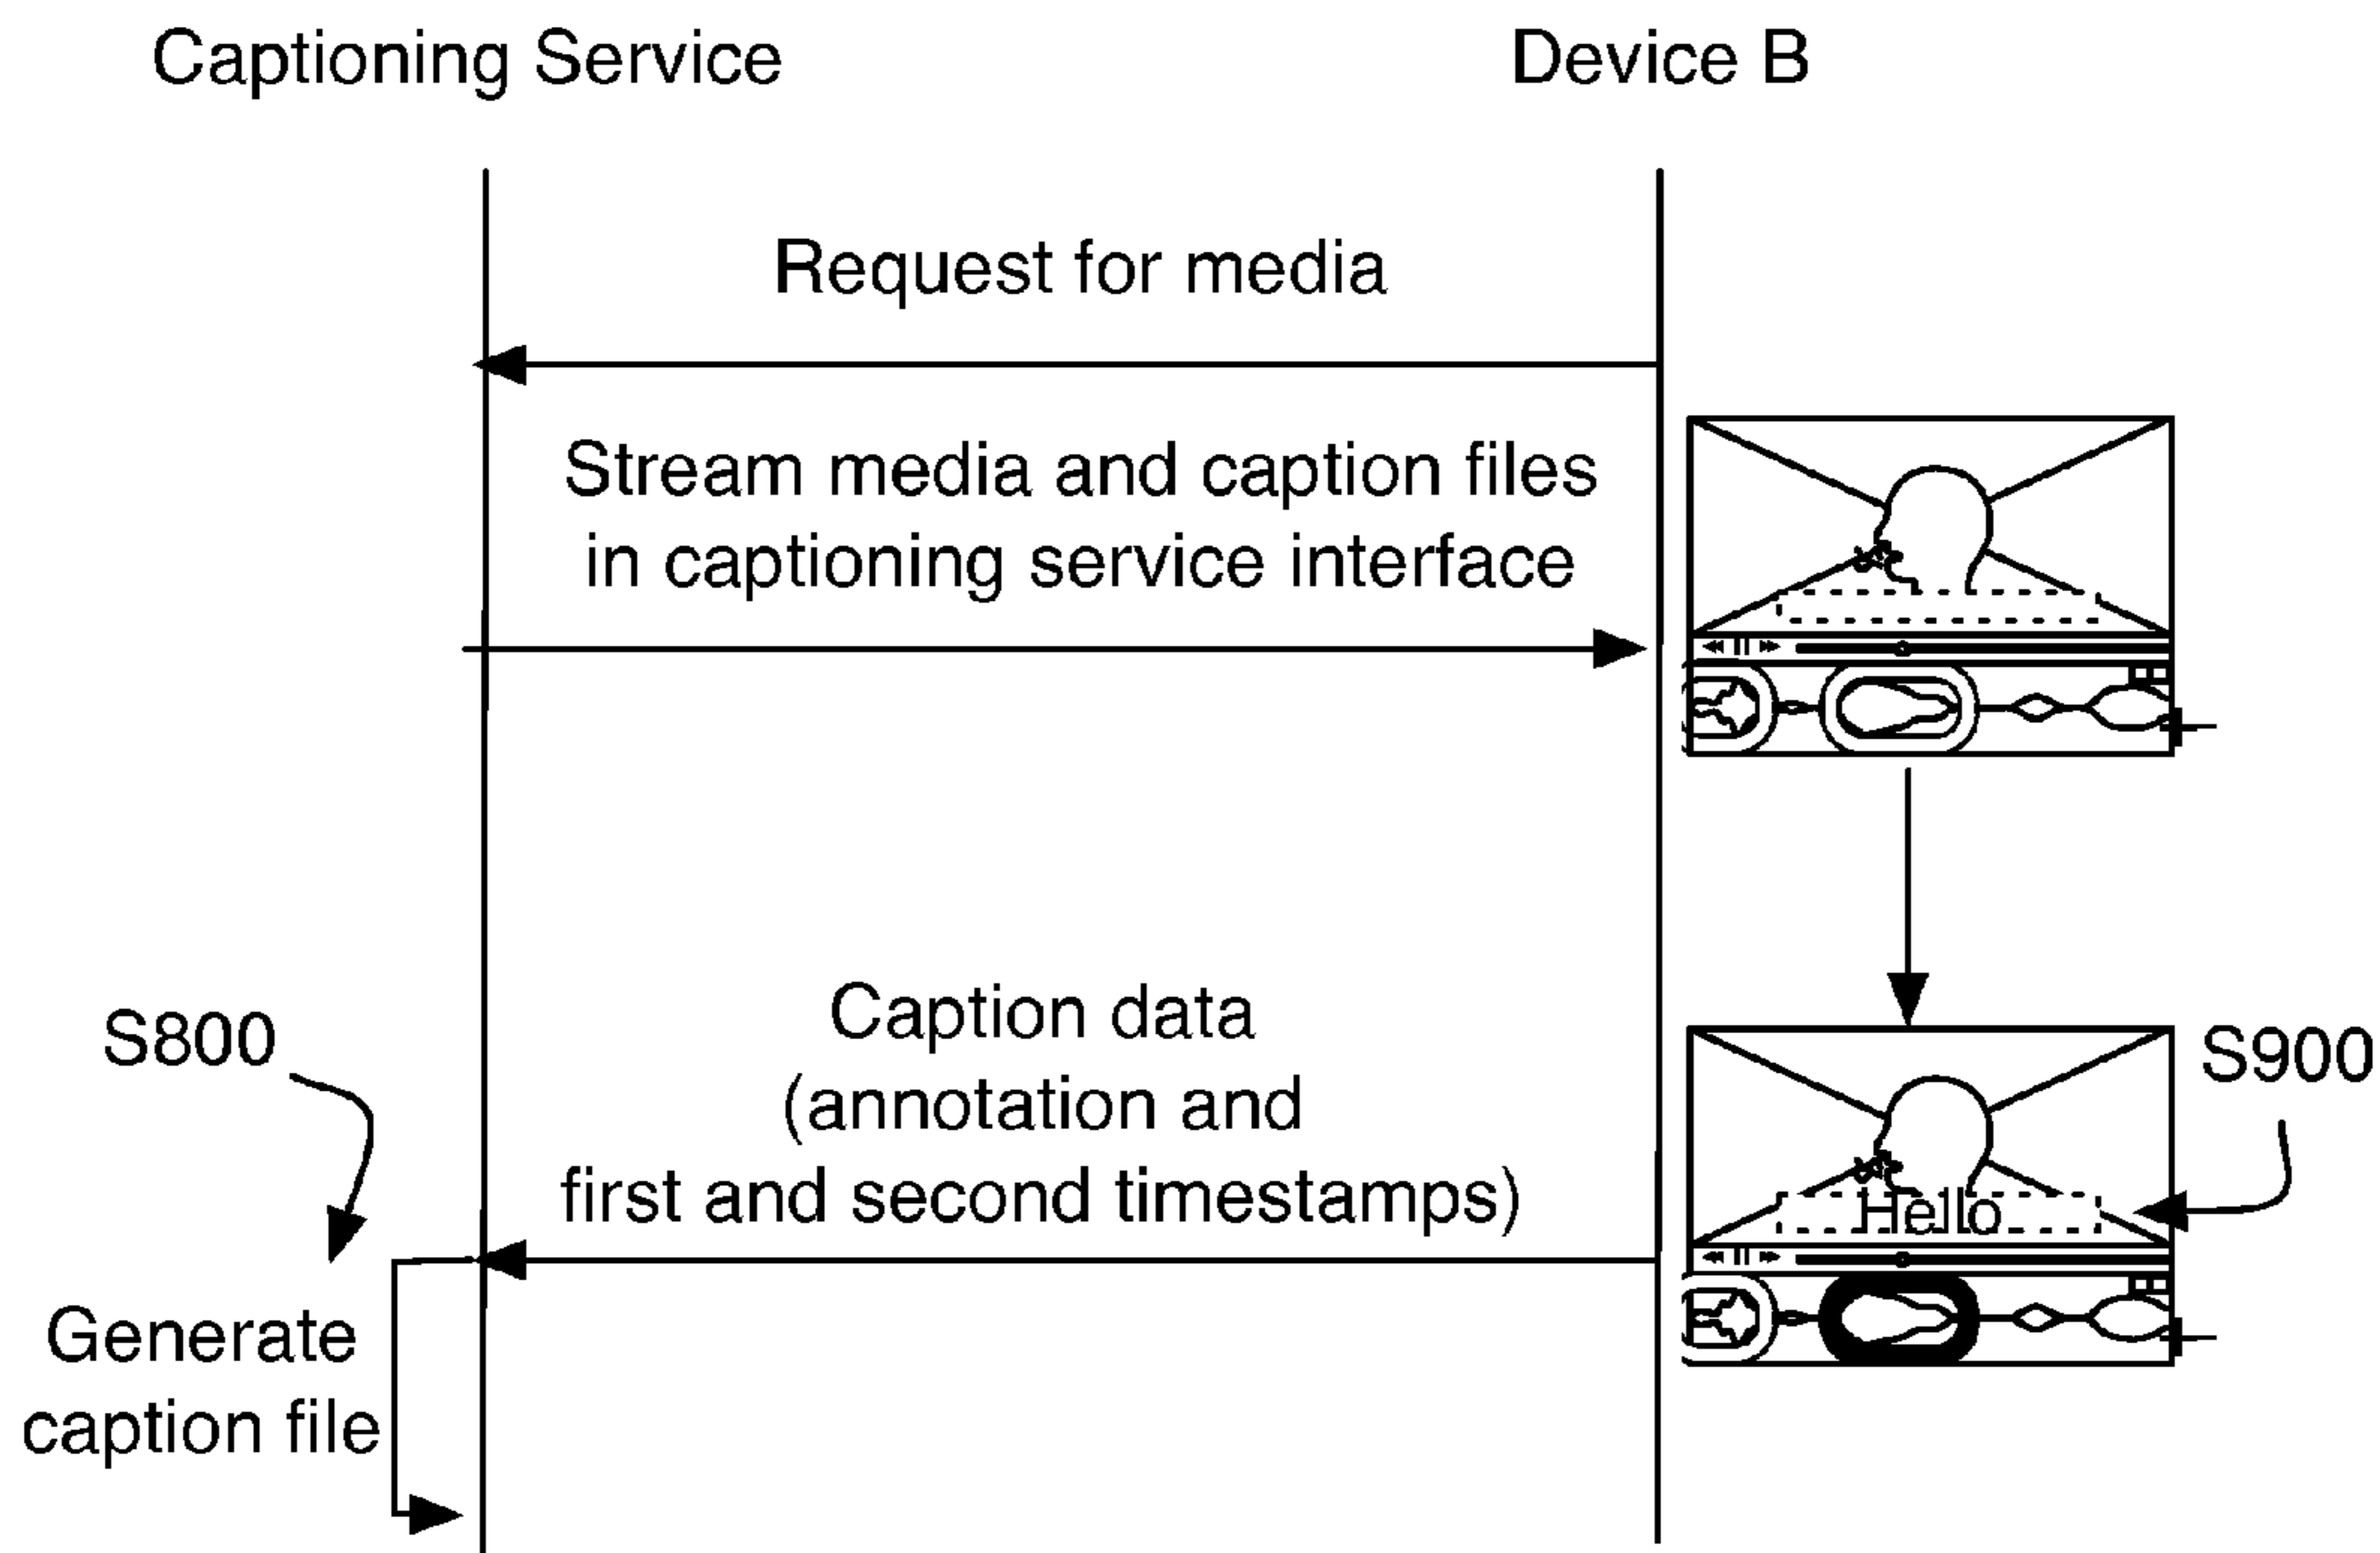 Captioning Service
Device B
Request for media
Stream media and caption files
in captioning service interface
Caption data
(annotation and
first and second timestamps)
S800
S900
Hello
Generate
caption file